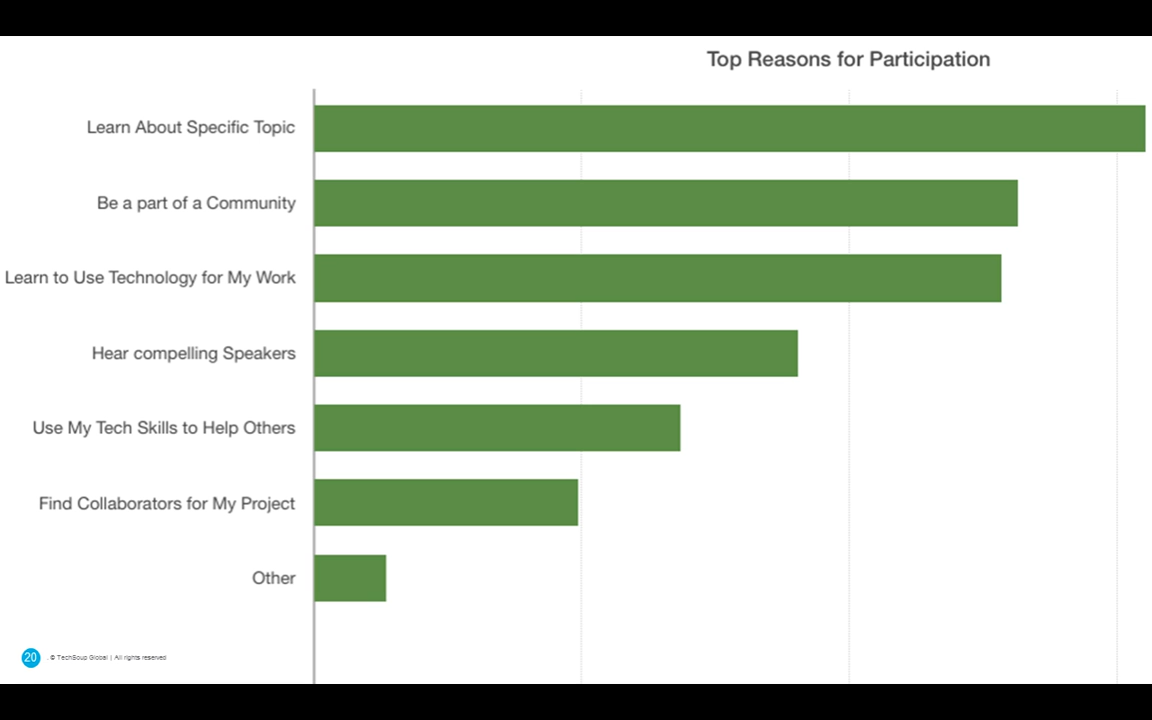 Top Reasons for Participation
Learn About Specific Topic
Be a part of a Community
Learn to Use Technology for My Work
Hear compelling Speakers
Use My Tech Skills to Help Others
Find Collaborators for My Project
Other
20 © TechSoup Global | All rights reserved